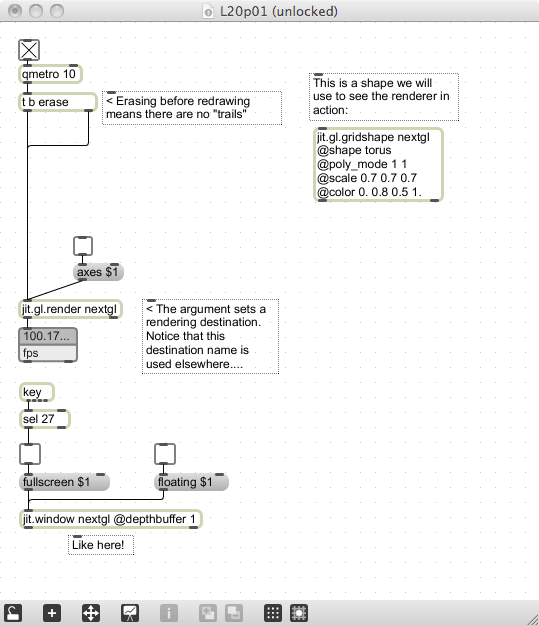 L20p01 (unlocked)
qmetro 10
t b erase
< Erasing before redrawing
means there are no "trails"
This is a shape we will
use to see the renderer in
action:
jit.gl.gridshape nextgl
@shape torus
@poly_mode 1 1
@scale 0.7 0.7 0.7
@color 0. 0.8 0.5 1.
axes $1
jit.gl.render nextgl
100.17...
fps
< The argument sets a
rendering destination.
Notice that this
destination name is
used elsewhere....
key
sel 27
fullscreen $1
floating $1
jit.window nextgl @depthbuffer 1
Like here!